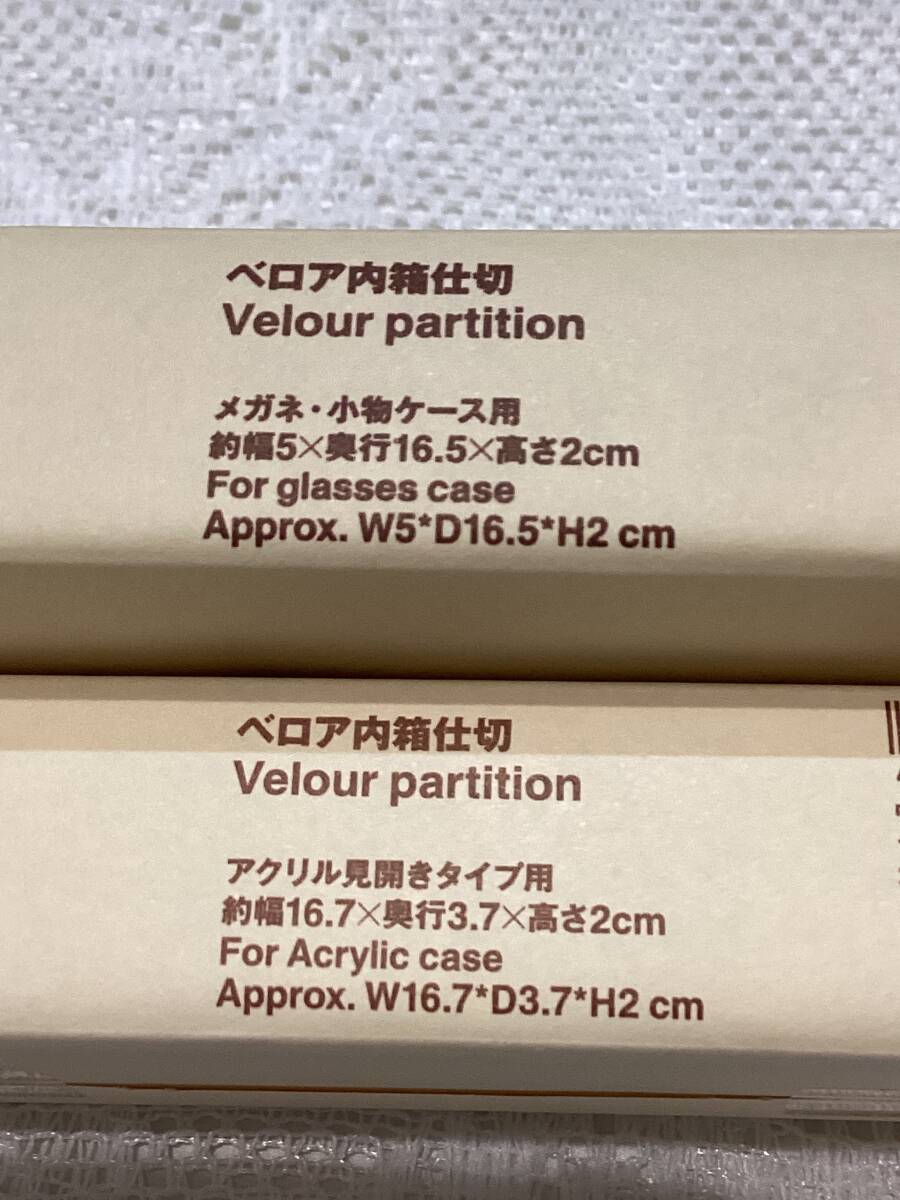 ベロア内箱仕切
Velour partition
メガネ・小物ケース用
約幅5×奥行16.5×高さ2cm
For glasses case
Approx. W5*D16.5*H2 cm
ベロア内箱仕切
Velour partition
アクリル見開きタイプ用
約幅16.7×奥行3.7×高さ2cm
For Acrylic case
Approx. W16.7*D3.7*H2 cm